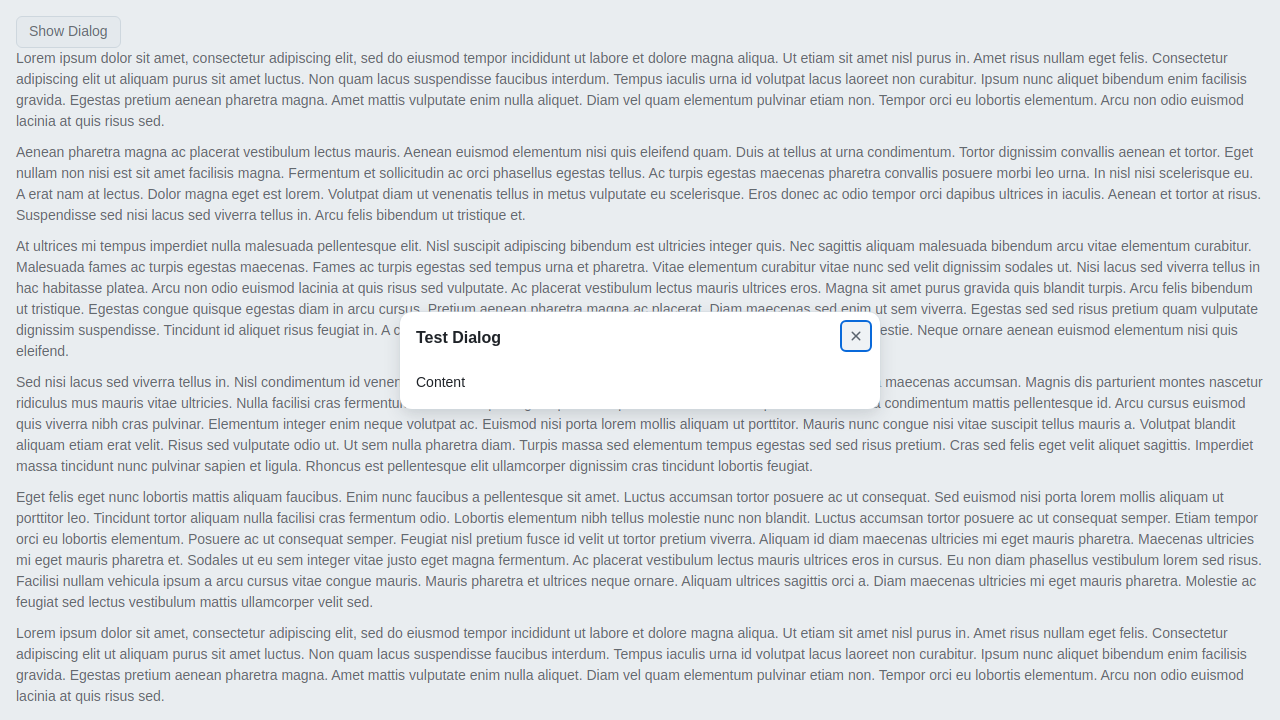 Show Dialog
Lorem ipsum dolor sit amet, consectetur adipiscing elit, sed do eiusmod tempor incididunt ut labore et dolore magna aliqua. Ut etiam sit amet nisl purus in. Amet risus nullam eget felis. Consectetur
adipiscing elit ut aliquam purus sit amet luctus. Non quam lacus suspendisse faucibus interdum. Tempus iaculis urna id volutpat lacus laoreet non curabitur. Ipsum nunc aliquet bibendum enim facilisis
gravida. Egestas pretium aenean pharetra magna. Amet mattis vulputate enim nulla aliquet. Diam vel quam elementum pulvinar etiam non. Tempor orci eu lobortis elementum. Arcu non odio euismod
lacinia at quis risus sed.
Aenean pharetra magna ac placerat vestibulum lectus mauris. Aenean euismod elementum nisi quis eleifend quam. Duis at tellus at urna condimentum. Tortor dignissim convallis aenean et tortor. Eget
nullam non nisi est sit amet facilisis magna. Fermentum et sollicitudin ac orci phasellus egestas tellus. Ac turpis egestas maecenas pharetra convallis posuere morbi leo urna. In nisl nisi scelerisque eu.
A erat nam at lectus. Dolor magna eget est lorem. Volutpat diam ut venenatis tellus in metus vulputate eu scelerisque. Eros donec ac odio tempor orci dapibus ultrices in iaculis. Aenean et tortor at risus.
Suspendisse sed nisi lacus sed viverra tellus in. Arcu felis bibendum ut tristique et.
At ultrices mi tempus imperdiet nulla malesuada pellentesque elit. Nisl suscipit adipiscing bibendum est ultricies integer quis. Nec sagittis aliquam malesuada bibendum arcu vitae elementum curabitur.
Malesuada fames ac turpis egestas maecenas. Fames ac turpis egestas sed tempus urna et pharetra. Vitae elementum curabitur vitae nunc sed velit dignissim sodales ut. Nisi lacus sed viverra tellus in
hac habitasse platea. Arcu non odio euismod lacinia at quis risus sed vulputate. Ac placerat vestibulum lectus mauris ultrices eros. Magna sit amet purus gravida quis blandit turpis. Arcu felis bibendum
ut tristique. Egestas congue quisque egestas diam in arcu cursus. Pretium aenean pharetra magna ac placerat. Diam maecenas sed enim ut sem viverra. Egestas sed sed risus pretium quam vulputate
dignissim suspendisse. Tincidunt id aliquet risus feugiat in. A Neque ornare aenean euismod elementum nisi quis
eleifend.
Test Dialog
Content
Sed nisi lacus sed viverra tellus in. Nisl condimentum id maecenas accumsan. Magnis dis parturient montes nascetur
ridiculus mus mauris vitae ultricies. Nulla facilisi cras condimentum mattis pellentesque id. Arcu cursus euismod
quis viverra nibh cras pulvinar. Elementum integer enim neque volutpat ac. Euismod nisi porta lorem mollis aliquam ut porttitor. Mauris nunc congue nisi vitae suscipit tellus mauris a. Volutpat blandit
aliquam etiam erat velit. Risus sed vulputate odio ut. Ut sem nulla pharetra diam. Turpis massa sed elementum tempus egestas sed sed risus pretium. Cras sed felis eget velit aliquet sagittis. Imperdiet
massa tincidunt nunc pulvinar sapien et ligula. Rhoncus est pellentesque elit ullamcorper dignissim cras tincidunt lobortis feugiat.
Eget felis eget nunc lobortis mattis aliquam faucibus. Enim nunc faucibus a pellentesque sit amet. Luctus accumsan tortor posuere ac ut consequat. Sed euismod nisi porta lorem mollis aliquam ut
porttitor leo. Tincidunt tortor aliquam nulla facilisi cras fermentum odio. Lobortis elementum nibh tellus molestie nunc non blandit. Luctus accumsan tortor posuere ac ut consequat semper. Etiam tempor
orci eu lobortis elementum. Posuere ac ut consequat semper. Feugiat nisl pretium fusce id velit ut tortor pretium viverra. Aliquam id diam maecenas ultricies mi eget mauris pharetra. Maecenas ultricies
mi eget mauris pharetra et. Sodales ut eu sem integer vitae justo eget magna fermentum. Ac placerat vestibulum lectus mauris ultrices eros in cursus. Eu non diam phasellus vestibulum lorem sed risus.
Facilisi nullam vehicula ipsum a arcu cursus vitae congue mauris. Mauris pharetra et ultrices neque ornare. Aliquam ultrices sagittis orci a. Diam maecenas ultricies mi eget mauris pharetra. Molestie ac
feugiat sed lectus vestibulum mattis ullamcorper velit sed.
Lorem ipsum dolor sit amet, consectetur adipiscing elit, sed do eiusmod tempor incididunt ut labore et dolore magna aliqua. Ut etiam sit amet nisl purus in. Amet risus nullam eget felis. Consectetur
adipiscing elit ut aliquam purus sit amet luctus. Non quam lacus suspendisse faucibus interdum. Tempus iaculis urna id volutpat lacus laoreet non curabitur. Ipsum nunc aliquet bibendum enim facilisis
gravida. Egestas pretium aenean pharetra magna. Amet mattis vulputate enim nulla aliquet. Diam vel quam elementum pulvinar etiam non. Tempor orci eu lobortis elementum. Arcu non odio euismod
lacinia at quis risus sed.